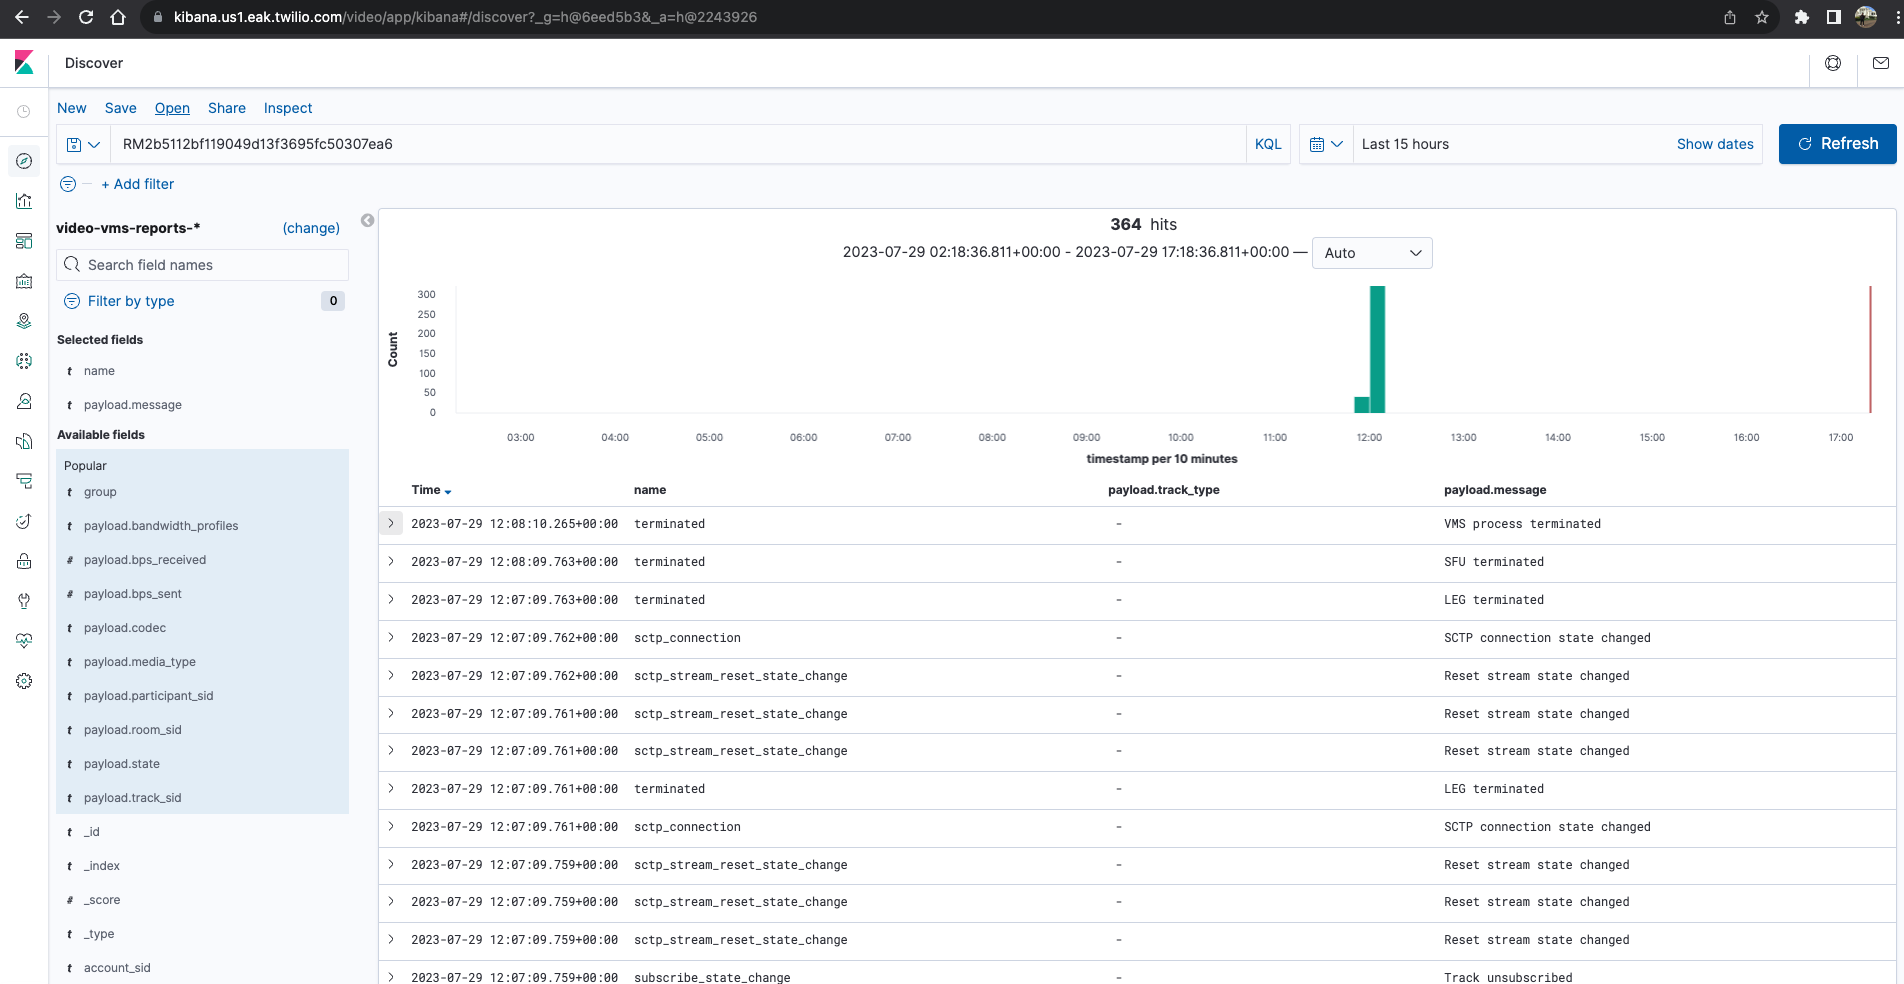 kibana.us1.eak.twilio.com/video/app/kibana#/discover?_g=h@6eed5b3&_a=h@2243926
Discover
New Save Open Share Inspect
RM2b5112bf119049d13f3695fc50307ea6 KQL Last 15 hours Show dates Refresh
+ Add filter
video-vms-reports-* (change)
Search field names
Filter by type 0
Selected fields
t name
t payload.message
Available fields
Popular
t group
t payload.bandwidth_profiles
# payload.bps_received
# payload.bps_sent
t payload.codec
t payload.media_type
t payload.participant_sid
t payload.room_sid
t payload.state
t payload.track_sid
t _id
t _index
# _score
t _type
t account_sid
364 hits
2023-07-29 02:18:36.811+00:00 - 2023-07-29 17:18:36.811+00:00 — Auto
Count
300
250
200
150
100
50
0
03:00 04:00 05:00 06:00 07:00 08:00 09:00 10:00 11:00 12:00 13:00 14:00 15:00 16:00 17:00
timestamp per 10 minutes
Time name payload.track_type payload.message
2023-07-29 12:08:10.265+00:00 terminated - VMS process terminated
2023-07-29 12:08:09.763+00:00 terminated - SFU terminated
2023-07-29 12:07:09.763+00:00 terminated - LEG terminated
2023-07-29 12:07:09.762+00:00 sctp_connection - SCTP connection state changed
2023-07-29 12:07:09.762+00:00 sctp_stream_reset_state_change - Reset stream state changed
2023-07-29 12:07:09.761+00:00 sctp_stream_reset_state_change - Reset stream state changed
2023-07-29 12:07:09.761+00:00 sctp_stream_reset_state_change - Reset stream state changed
2023-07-29 12:07:09.761+00:00 terminated - LEG terminated
2023-07-29 12:07:09.761+00:00 sctp_connection - SCTP connection state changed
2023-07-29 12:07:09.759+00:00 sctp_stream_reset_state_change - Reset stream state changed
2023-07-29 12:07:09.759+00:00 sctp_stream_reset_state_change - Reset stream state changed
2023-07-29 12:07:09.759+00:00 sctp_stream_reset_state_change - Reset stream state changed
2023-07-29 12:07:09.759+00:00 subscribe_state_change - Track unsubscribed